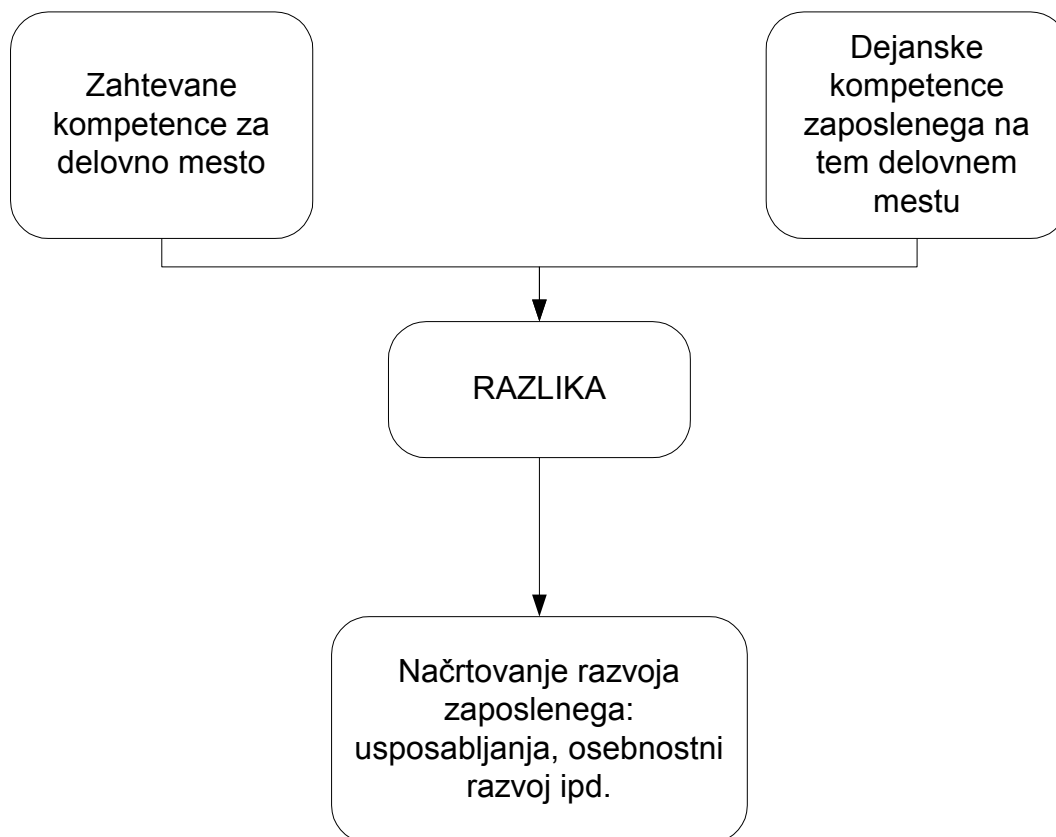 Zahtevane
kompetence za
delovno mesto
Dejanske
kompetence
zaposlenega na
tem delovnem
mestu
RAZLIKA
Načrtovanje razvoja
zaposlenega:
usposabljanja, osebnostni
razvoj ipd.